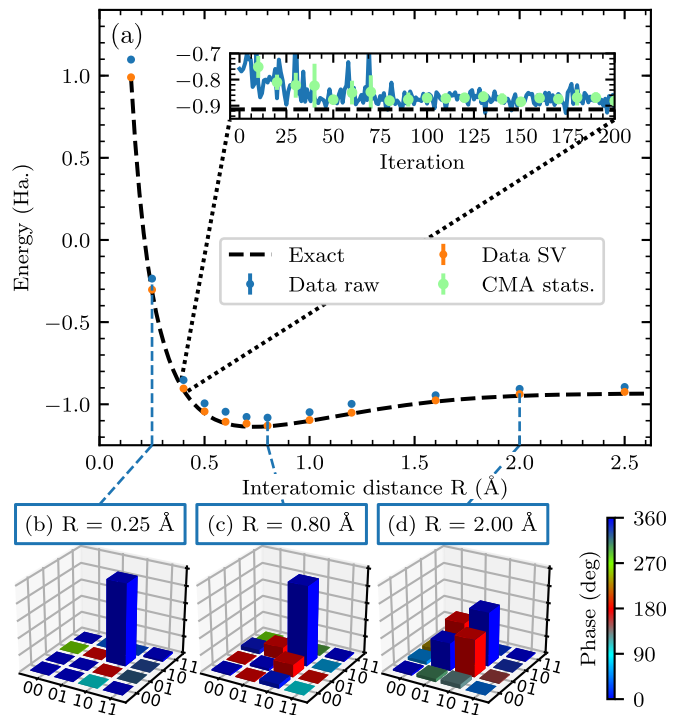 (a)
Energy (Ha.)
1.0
0.5
0.0
−0.5
−1.0
−0.7
−0.8
−0.9
0 25 50 75 100 125 150 175 200
Iteration
Exact
Data raw
Data SV
CMA stats.
0.0 0.5 1.0 1.5 2.0 2.5
Interatomic distance R (Å)
(b) R = 0.25 Å
(c) R = 0.80 Å
(d) R = 2.00 Å
00 01 10 11
00 01 10 11
00 01 10 11
00 01 10 11
00 01 10 11
00 01 10 11
Phase (deg)
360
270
180
90
0